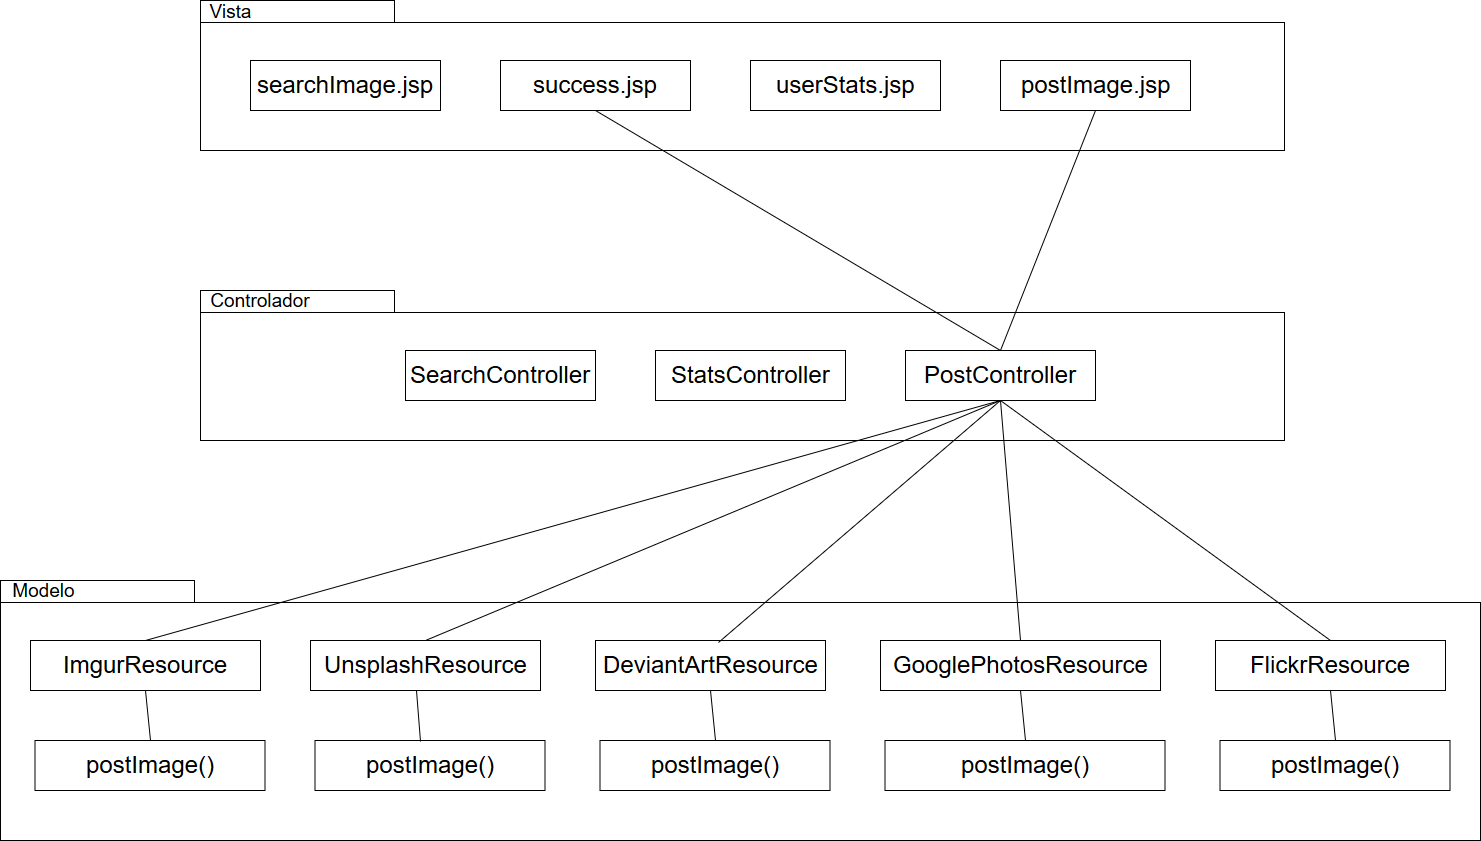 Vista
searchImage.jsp
success.jsp
userStats.jsp
postImage.jsp
Controlador
SearchController
StatsController
PostController
Modelo
ImgurResource
UnsplashResource
DeviantArtResource
GooglePhotosResource
FlickrResource
postImage()
postImage()
postImage()
postImage()
postImage()